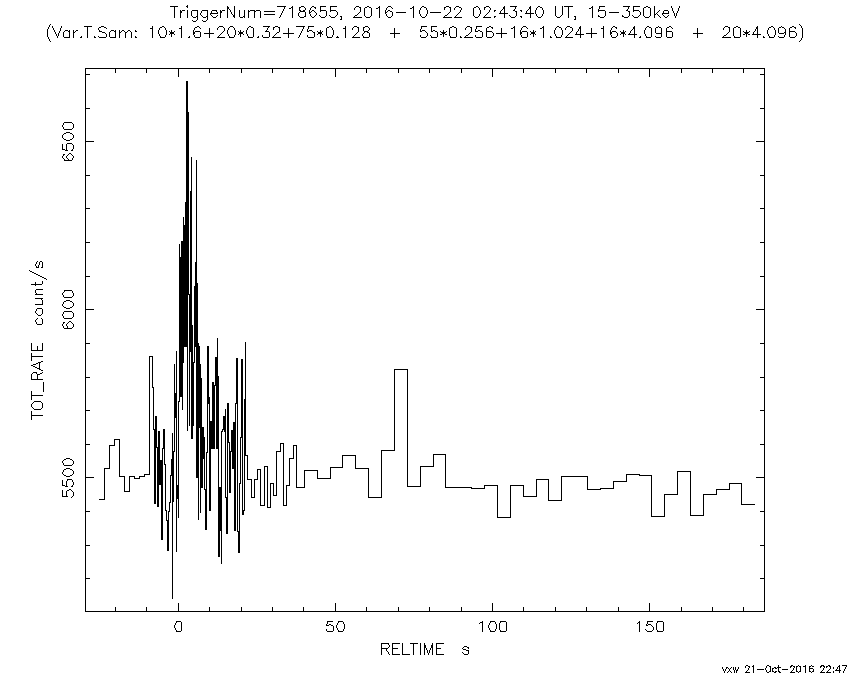 TriggerNum=718655, 2016-10-22 02:43:40 UT, 15-350keV
(Var.T.Sam: 10*1.6+20*0.32+75*0.128 + 55*0.256+16*1.024+16*4.096 + 20*4.096)
6500
6000
5500
TOT_RATE count/s
0 50 100 150
RELTIME s
vxw 21-Oct-2016 22:47